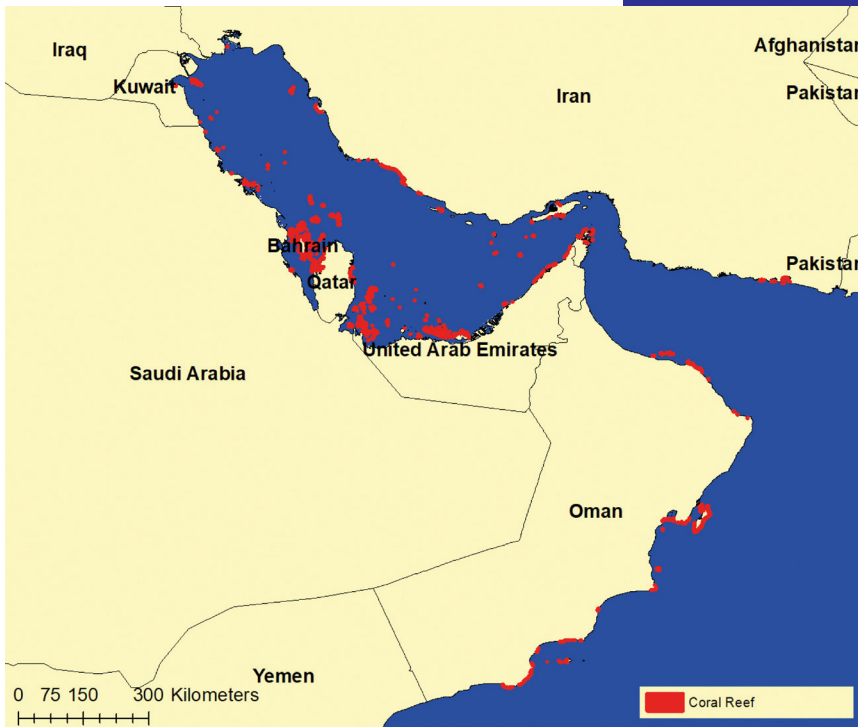 Iraq
Afghanistan
Kuwait
Pakistan
Iran
Bahrain
Pakistan
Qatar
United Arab Emirates
Saudi Arabia
Oman
Yemen
0 75 150 300 Kilometers
Coral Reef